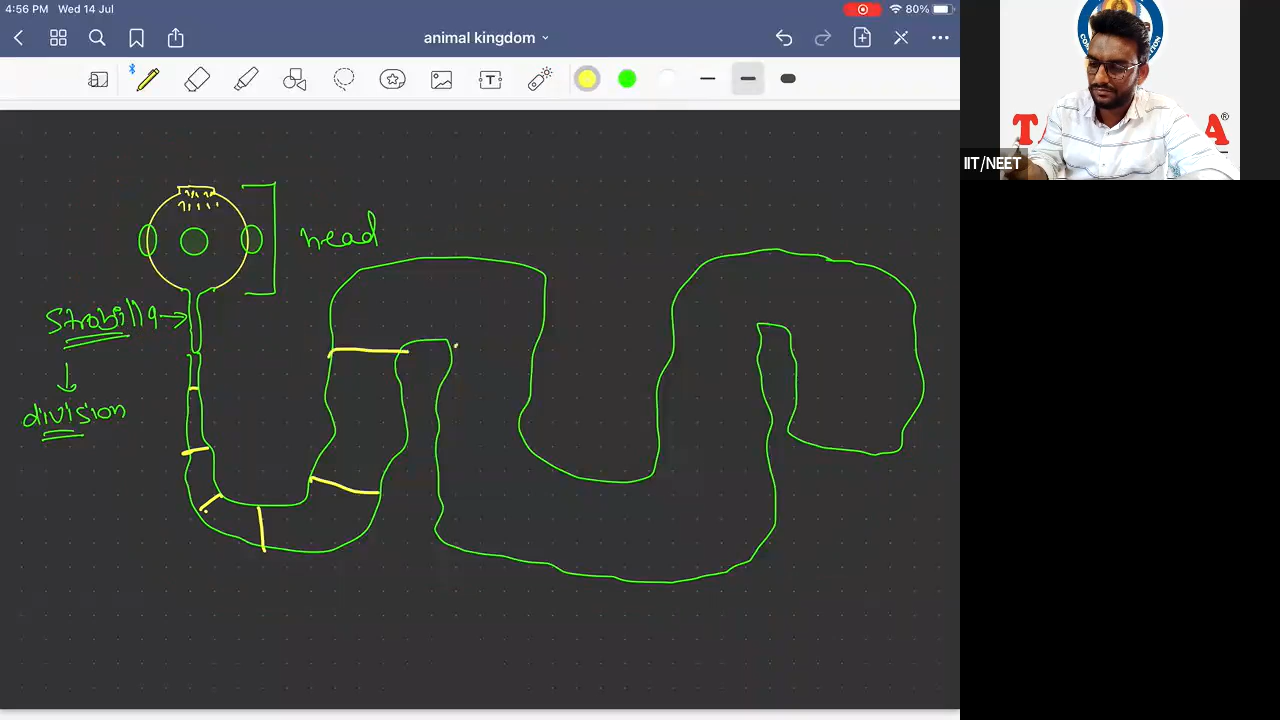 4:56 PM Wed 14 Jul
80%
animal kingdom
T
head
Strobilla
division
T A ®
IIT/NEET